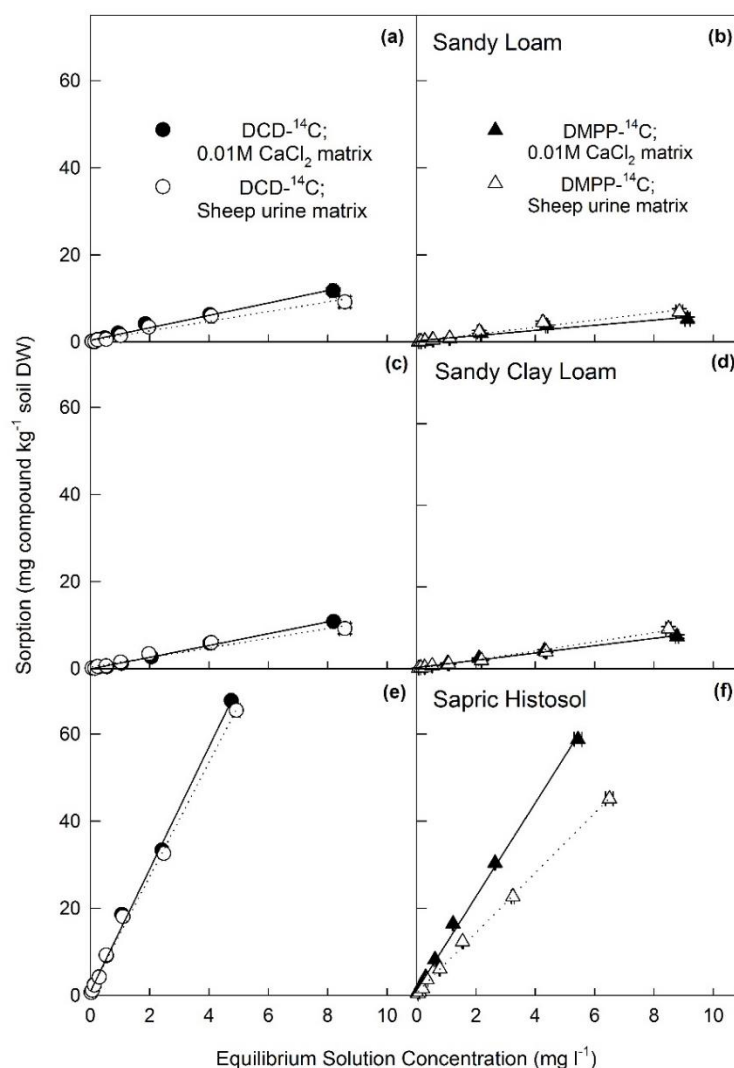 (a)
Sandy Loam
(b)
60
DCD-¹⁴C;
0.01M CaCl₂ matrix
DCD-¹⁴C;
Sheep urine matrix
DMPP-¹⁴C;
0.01M CaCl₂ matrix
DMPP-¹⁴C;
Sheep urine matrix
40
20
0
(c)
Sandy Clay Loam
(d)
60
40
20
0
(e)
Sapric Histosol
(f)
60
40
20
0
0 2 4 6 8 0 2 4 6 8 10
Sorption (mg compound kg⁻¹ soil DW)
Equilibrium Solution Concentration (mg l⁻¹)